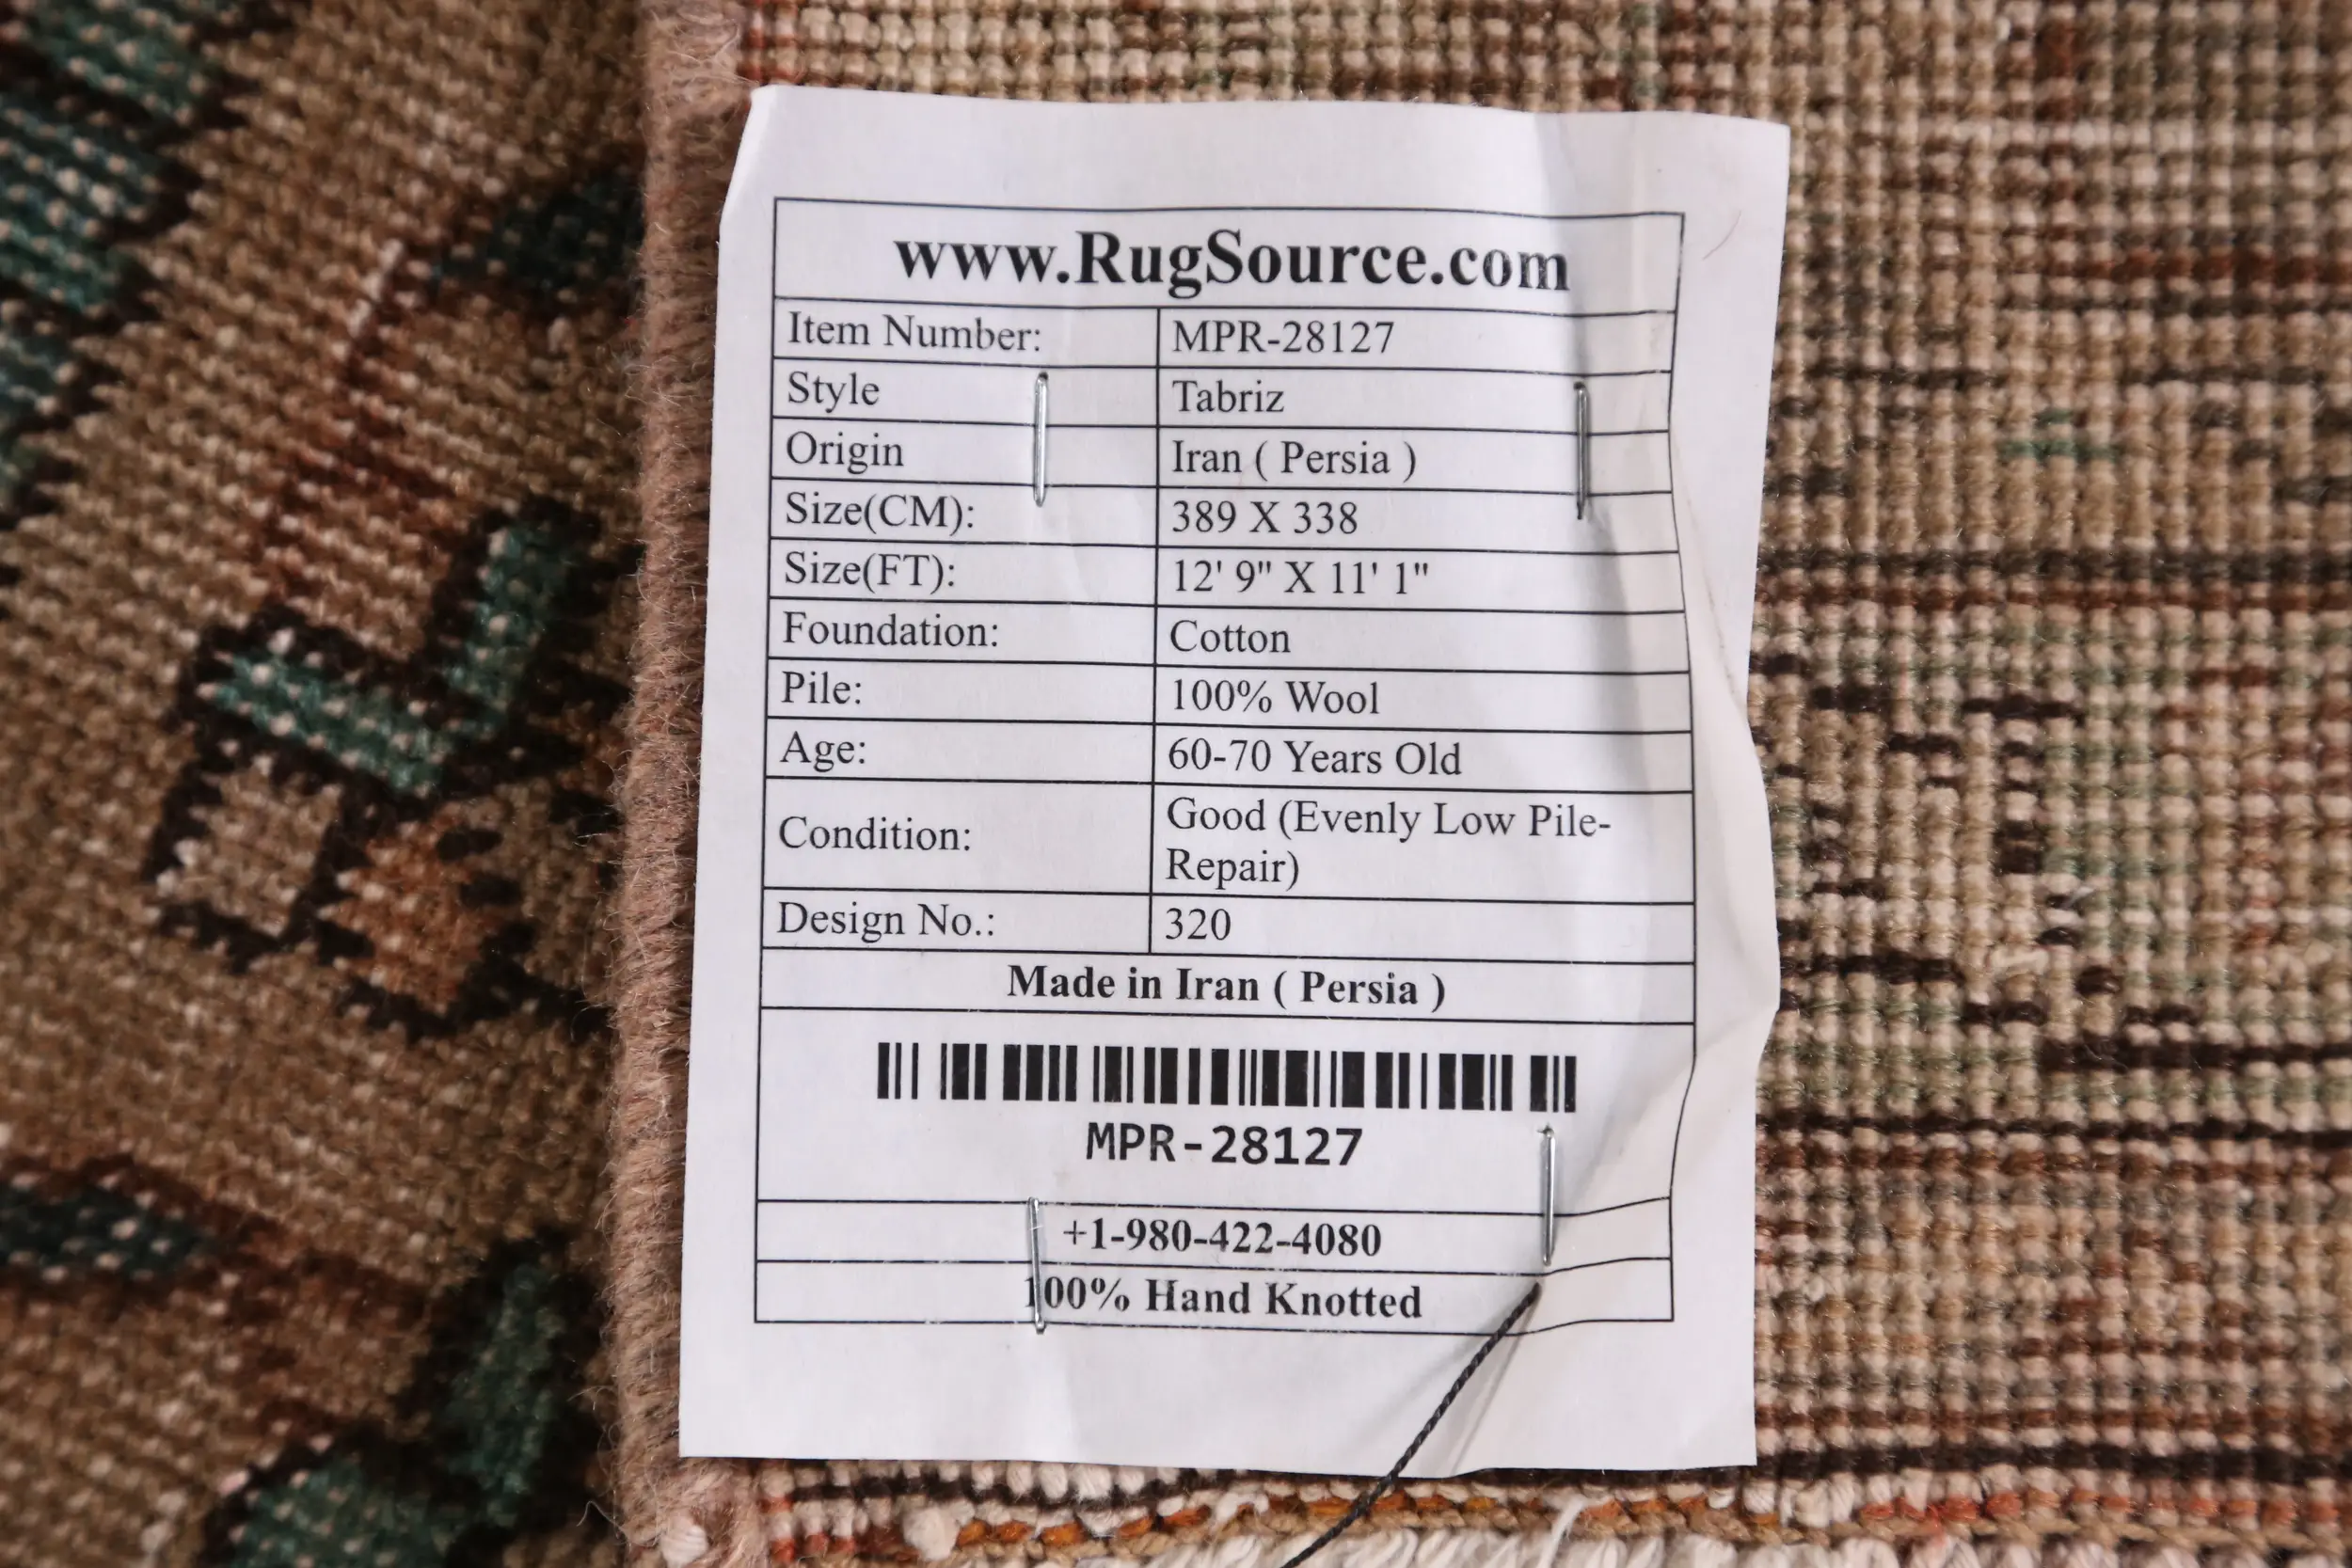 www.RugSource.com
Item Number: MPR-28127
Style Tabriz
Origin Iran ( Persia )
Size(CM): 389 X 338
Size(FT): 12' 9" X 11' 1"
Foundation: Cotton
Pile: 100% Wool
Age: 60-70 Years Old
Condition: Good (Evenly Low Pile-
Repair)
Design No.: 320
Made in Iran ( Persia )
MPR-28127
+1-980-422-4080
100% Hand Knotted